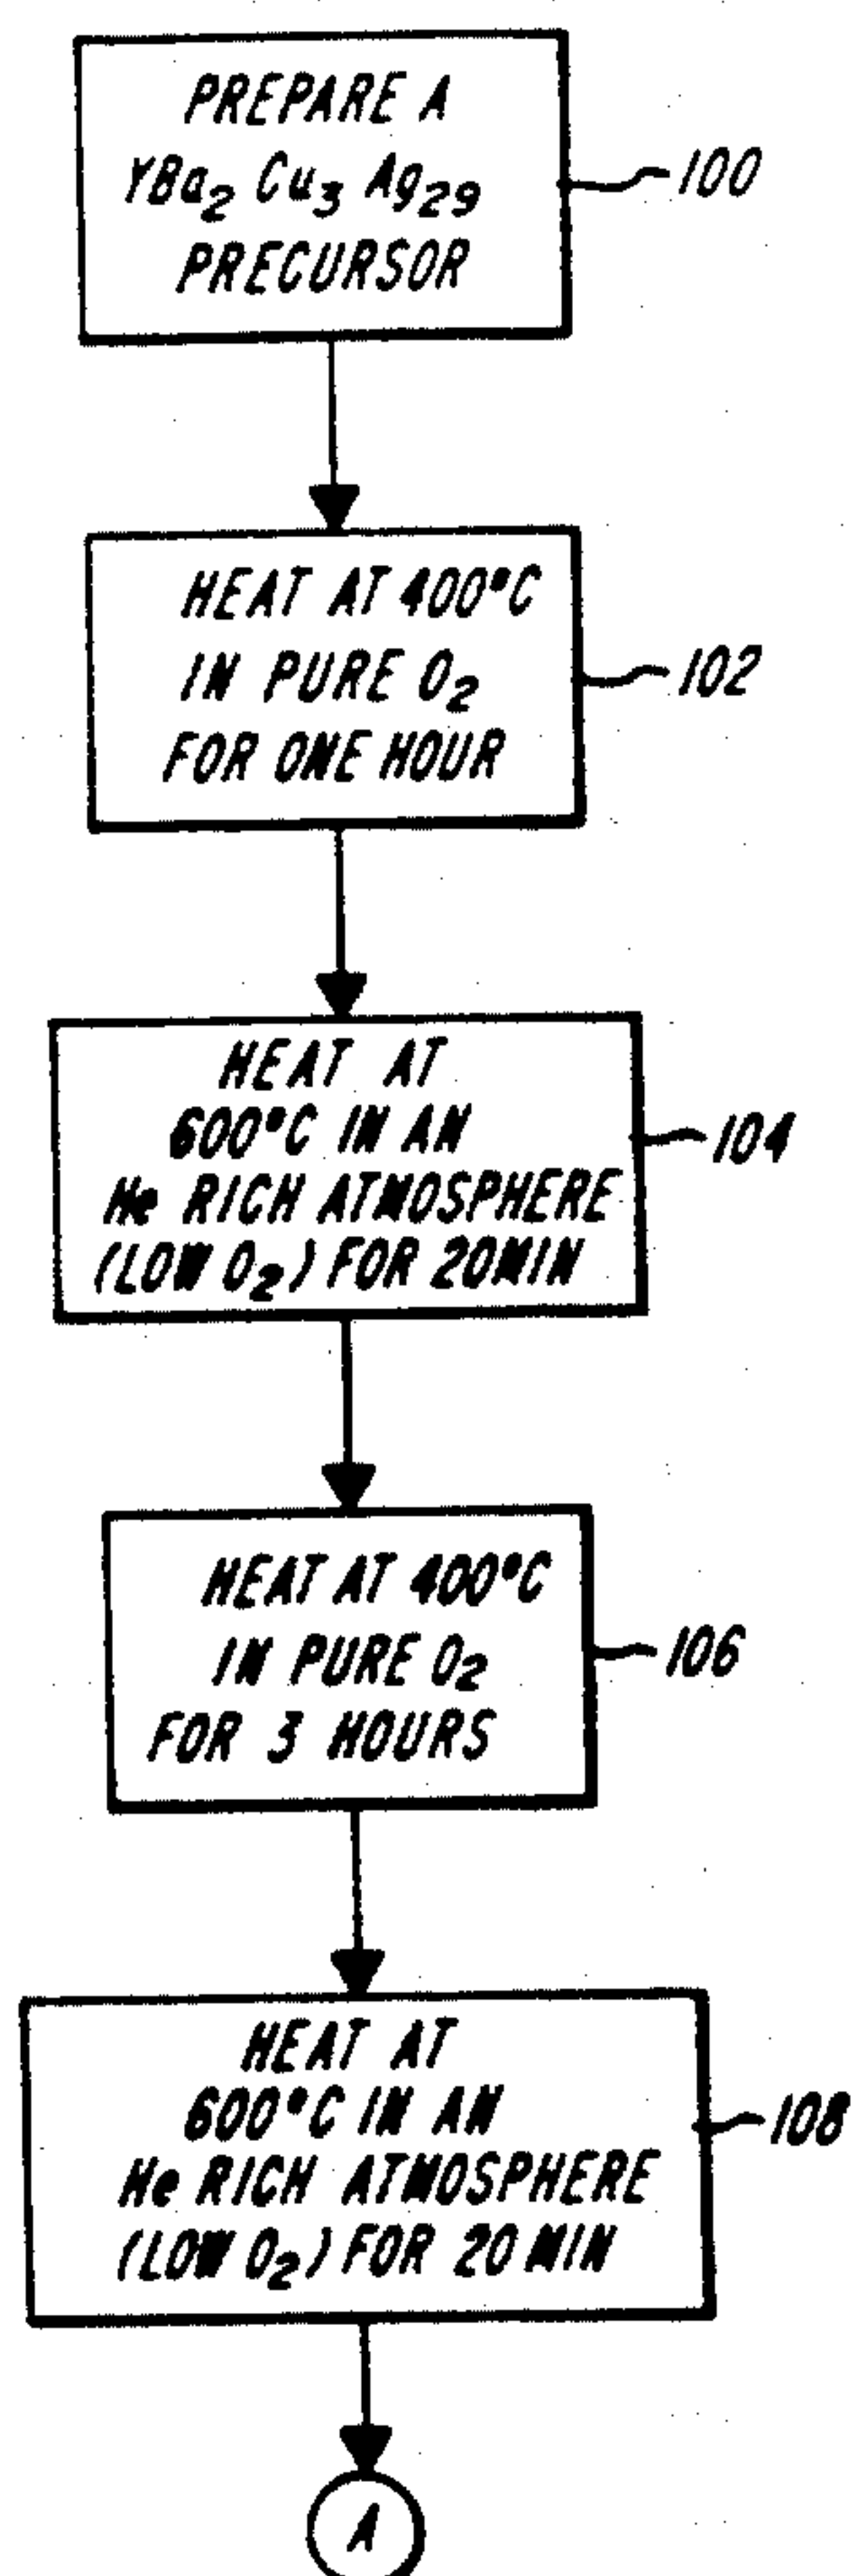 PREPARE A
YBa₂ Cu₃ Ag₂₉
PRECURSOR
100
HEAT AT 400°C
IN PURE O₂
FOR ONE HOUR
102
HEAT AT
600°C IN AN
He RICH ATMOSPHERE
(LOW O₂) FOR 20MIN
104
HEAT AT 400°C
IN PURE O₂
FOR 3 HOURS
106
HEAT AT
600°C IN AN
He RICH ATMOSPHERE
(LOW O₂) FOR 20 MIN
108
A